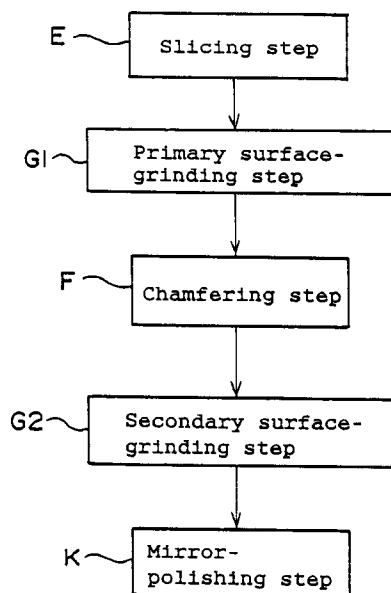 E
Slicing step
G1
Primary surface-
grinding step
F
Chamfering step
G2
Secondary surface-
grinding step
K
Mirror-
polishing step